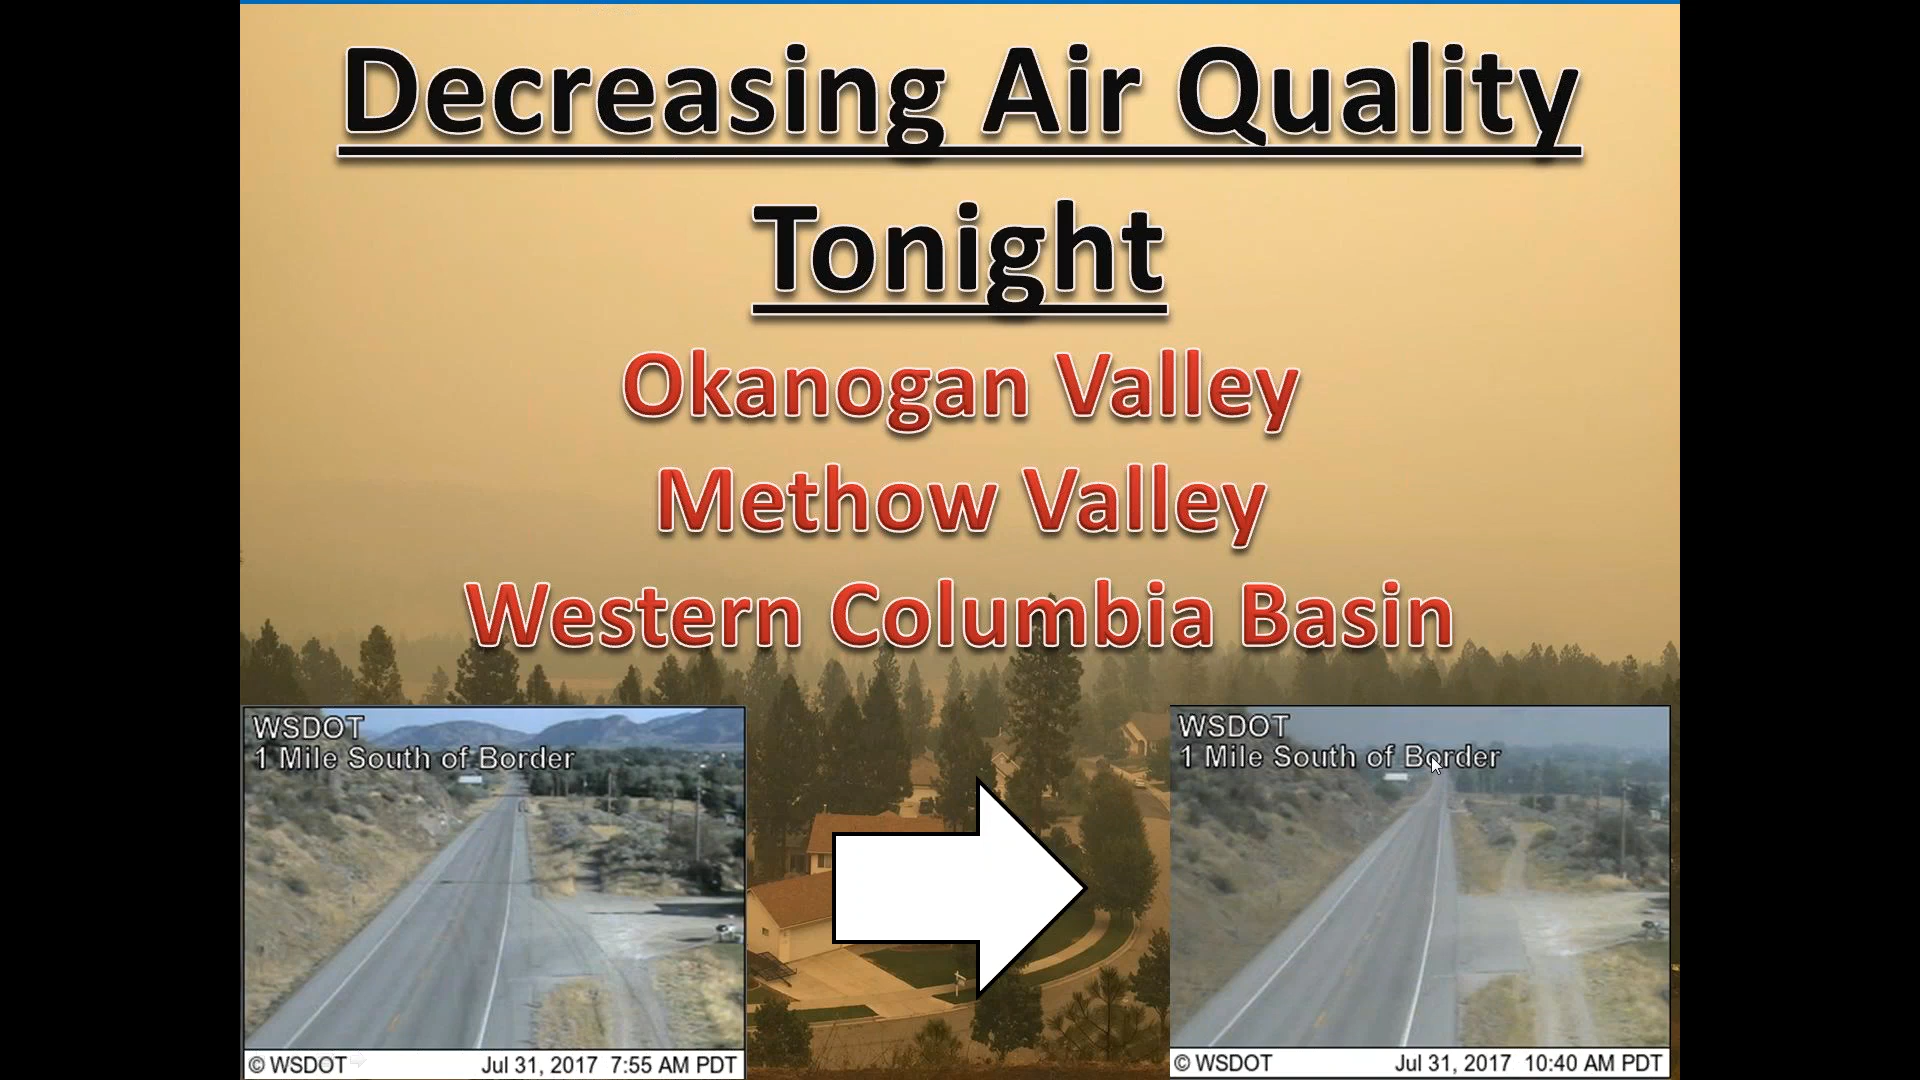 Decreasing Air Quality
Tonight
Okanogan Valley
Methow Valley
Western Columbia Basin
WSDOT
1 Mile South of Border
© WSDOT Jul 31, 2017 7:55 AM PDT
WSDOT
1 Mile South of Border
© WSDOT Jul 31, 2017 10:40 AM PDT